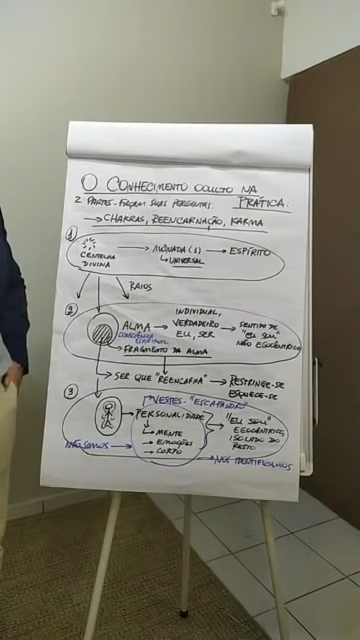 O CONHECIMENTO OCULTO NA PRÁTICA:
2 PARTES - FAÇAM SUAS PERGUNTAS.
→ CHAKRAS, REENCARNAÇÃO, KARMA
1
CENTELHA DIVINA → MÔNADA(S) → ESPÍRITO
↳ UNIVERSAL
RAIOS
2
ALMA → INDIVIDUAL, VERDADEIRO EU, SER → SENTIDO DE "EU SOU" NÃO EGOCÊNTRICO
CONSCIÊNCIA ESPIRITUAL
→ FRAGMENTO DA ALMA
→ SER QUE "REENCARNA" → RESTRINGE-SE
ESQUECE-SE
3
VESTES - "ESCAFANDRO"
PERSONALIDADE → "EU SOU" EGOCÊNTRICO, ISOLADO DO RESTO
→ MENTE
→ EMOÇÕES
→ CORPO
NÃO SOMOS →
→ NOS IDENTIFICAMOS